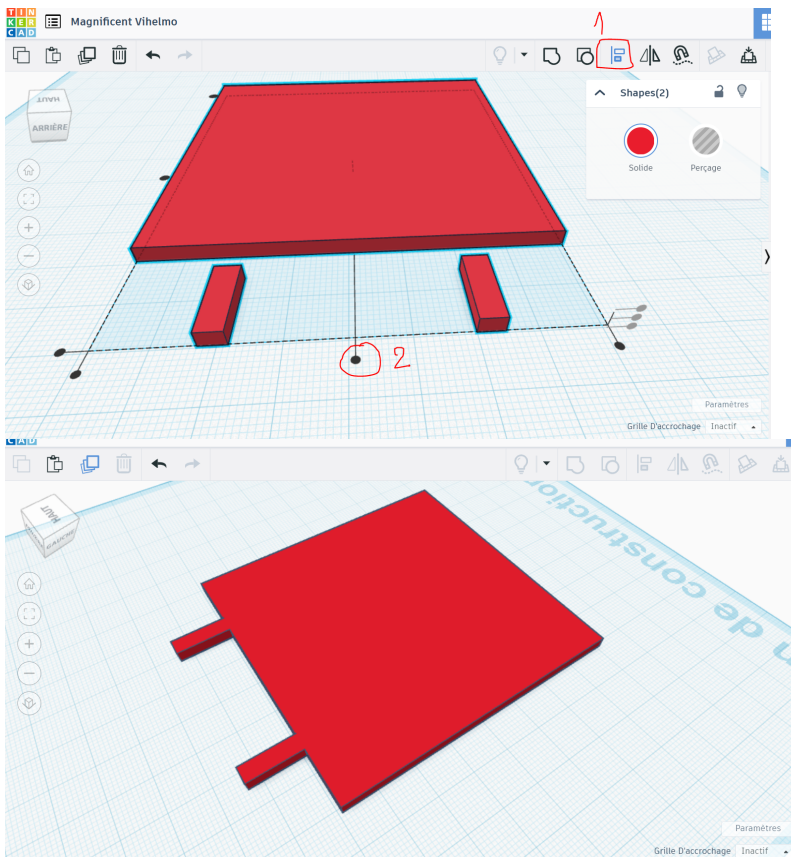 TIN
KER
CAD
Magnificent Vihelmo
1
HAUT
ARRIÈRE
Shapes(2)
Solide
Perçage
2
Paramètres
Grille D'accrochage Inactif
CAD
HAUT
GAUCHE
n de construction
Paramètres
Grille D'accrochage Inactif